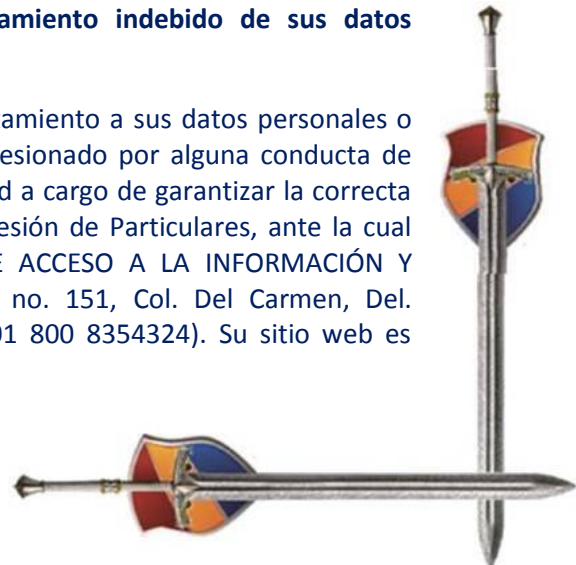 amiento indebido de sus datos
amiento a sus datos personales o
esionado por alguna conducta de
d a cargo de garantizar la correcta
esión de Particulares, ante la cual
E ACCESO A LA INFORMACIÓN Y
no. 151, Col. Del Carmen, Del.
01 800 8354324). Su sitio web es